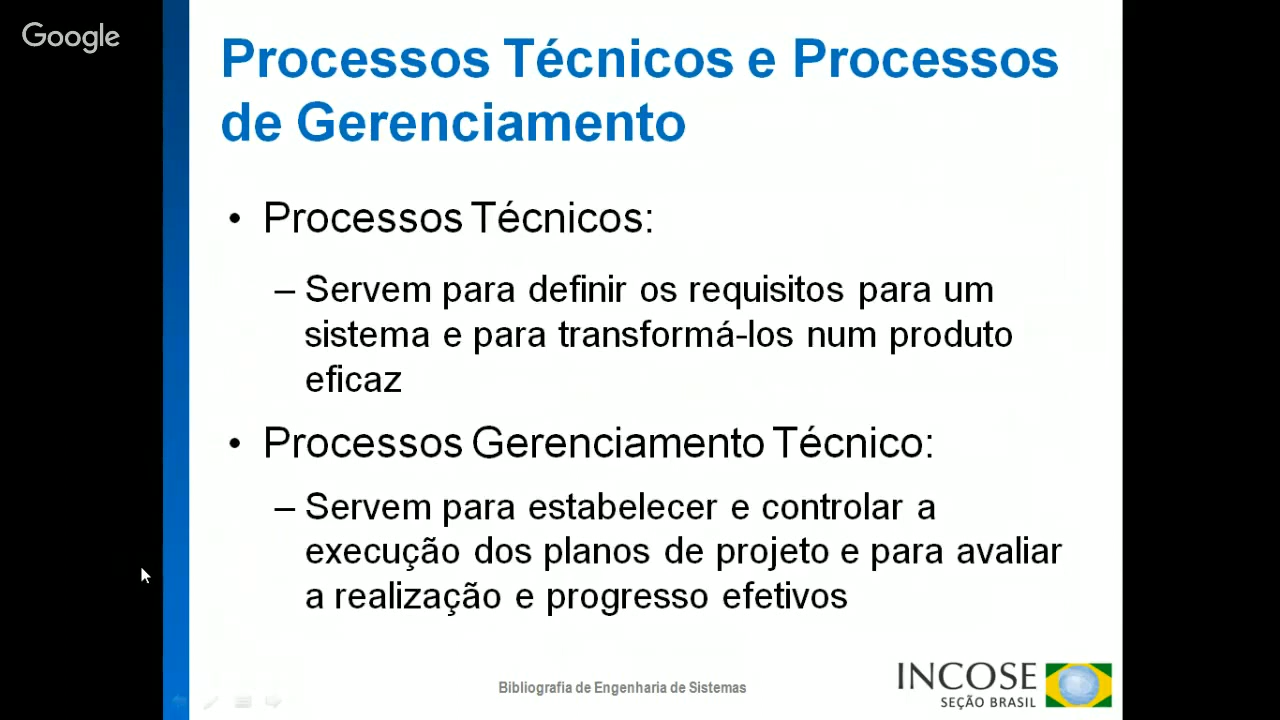 Google
Processos Técnicos e Processos
de Gerenciamento
• Processos Técnicos:
– Servem para definir os requisitos para um
sistema e para transformá-los num produto
eficaz
• Processos Gerenciamento Técnico:
– Servem para estabelecer e controlar a
execução dos planos de projeto e para avaliar
a realização e progresso efetivos
Bibliografia de Engenharia de Sistemas
INCOSE
SEÇÃO BRASIL